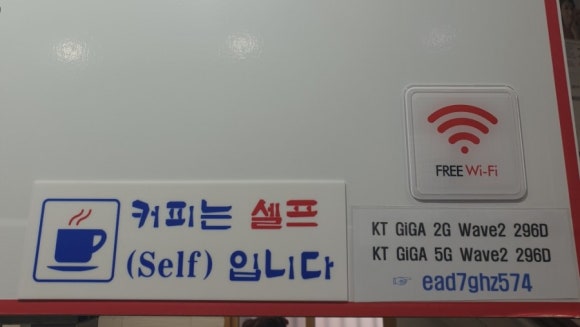 FREE Wi-Fi
커피는 셀프
(Self) 입니다
KT GiGA 2G Wave2 296D
KT GiGA 5G Wave2 296D
☞ ead7ghz574